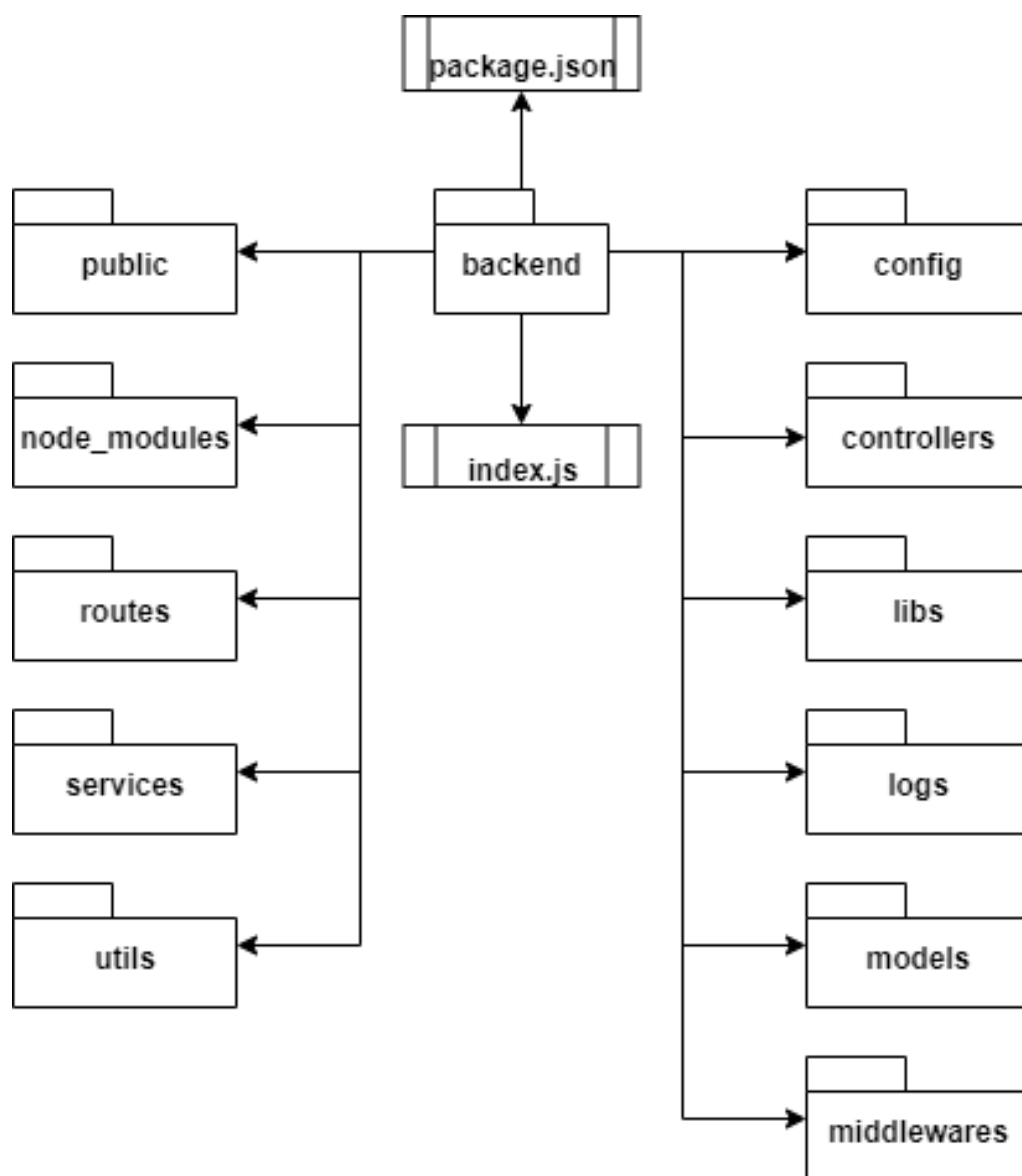 package.json
public
backend
config
node_modules
index.js
controllers
routes
libs
services
logs
utils
models
middlewares